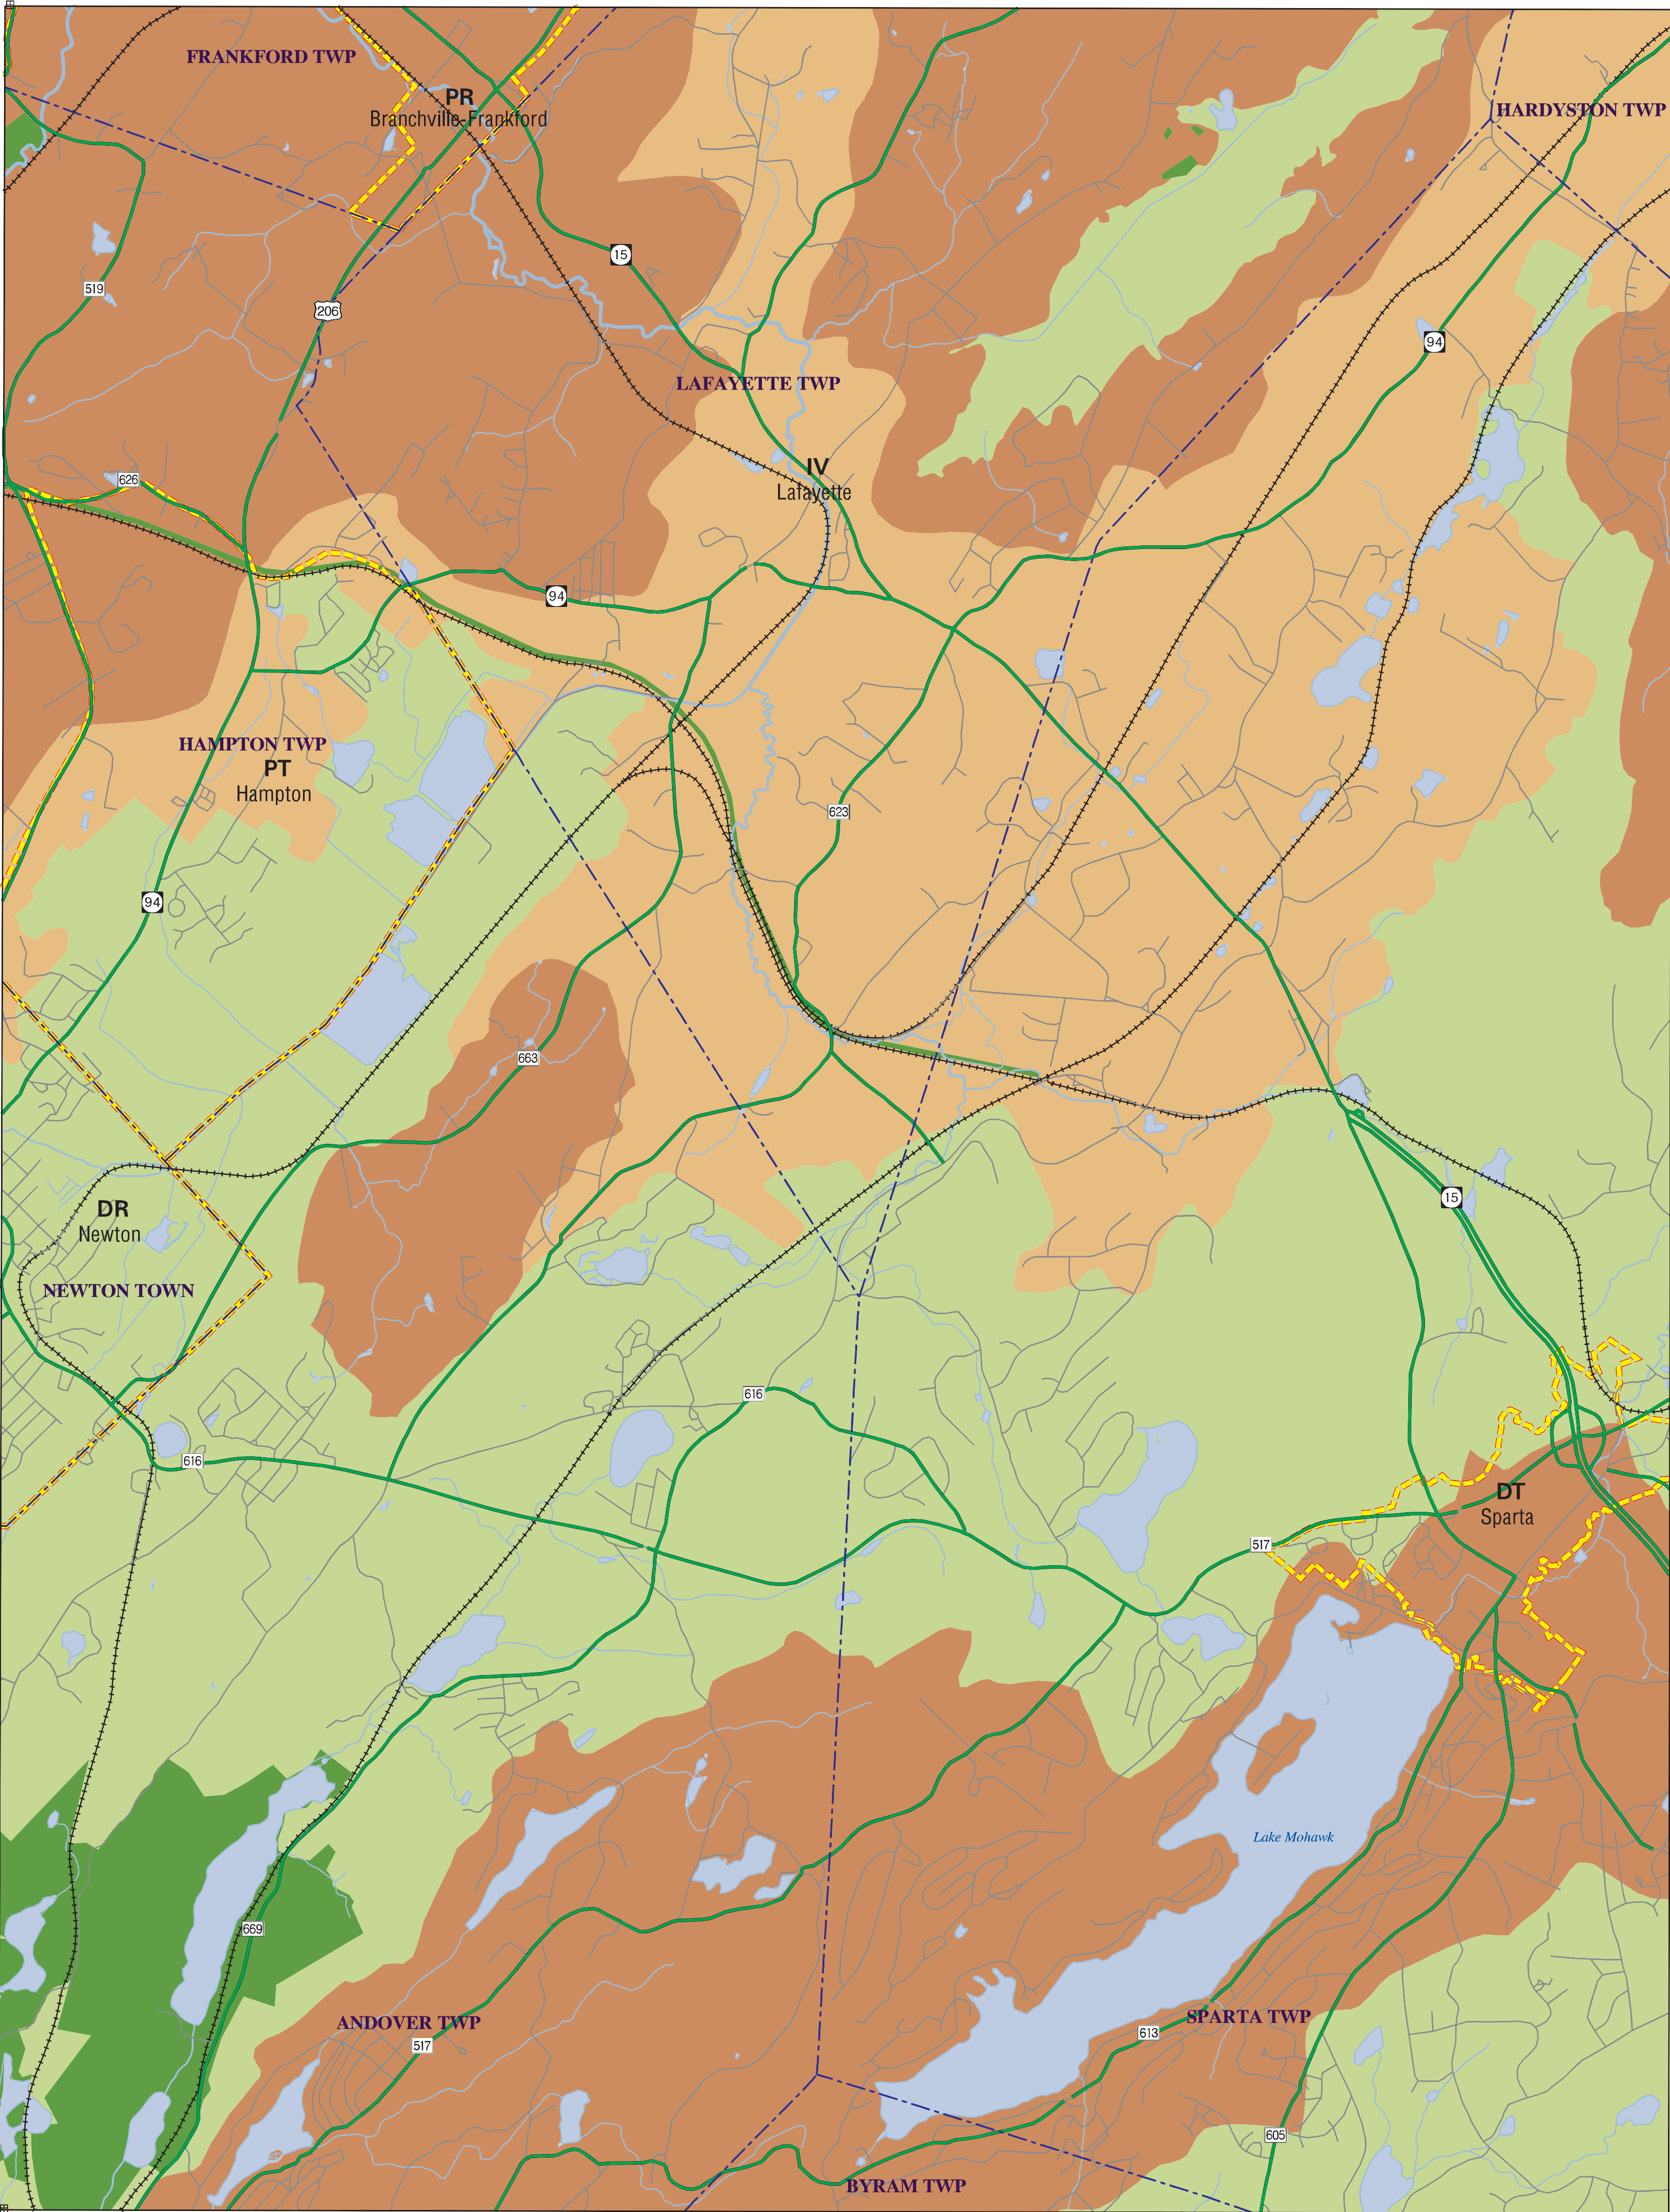 FRANKFORD TWP
PR
Branchville-Frankford
HARDYSTON TWP
15
519
206
94
LAFAYETTE TWP
IV
Lafayette
626
94
HAMPTON TWP
PT
Hampton
623
94
663
15
DR
Newton
NEWTON TOWN
616
616
DT
Sparta
517
Lake Mohawk
669
ANDOVER TWP
517
SPARTA TWP
613
605
BYRAM TWP